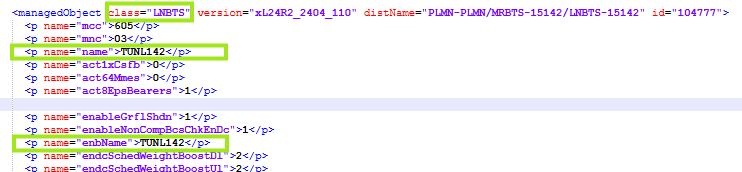 <managedObject class="LNBTS" version="xL24R2_2404_110" distName="PLMN-PLMN/MRBTS-15142/LNBTS-15142" id="104777">
<p name="mcc">605</p>
<p name="mnc">03</p>
<p name="name">TUNL142</p>
<p name="act1xCsfb">0</p>
<p name="act64Mmes">0</p>
<p name="act8EpsBearers">1</p>
<p name="enableGrflShdn">1</p>
<p name="enableNonCompBcsChkEnDc">1</p>
<p name="enbName">TUNL142</p>
<p name="endcSchedWeightBoostDl">2</p>
<p name="endcSchedWeightBoostUl">2</p>